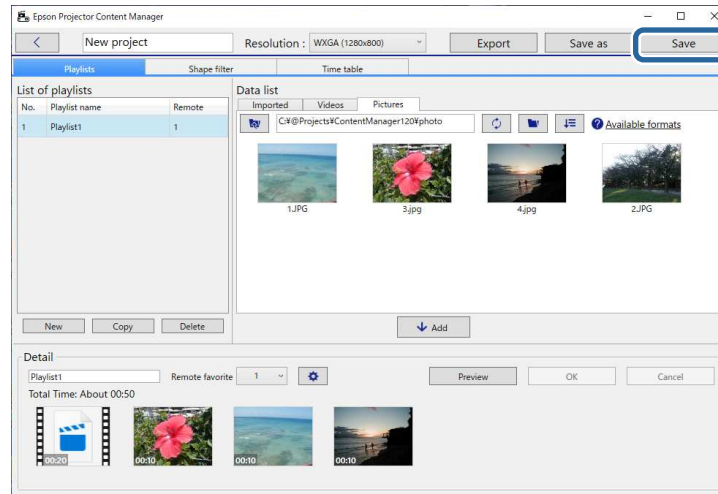 Epson Projector Content Manager
New project Resolution : WXGA (1280x800) Export Save as Save
Playlists Shape filter Time table
List of playlists
No. Playlist name Remote
1 Playlist1 1
New Copy Delete
Data list
Imported Videos Pictures
C:¥@Projects¥ContentManager120¥photo ? Available formats
1.JPG 3.jpg 4.jpg 2.JPG
Add
Detail
Playlist1 Remote favorite 1 Preview OK Cancel
Total Time: About 00:50
00:20 00:10 00:10 00:10